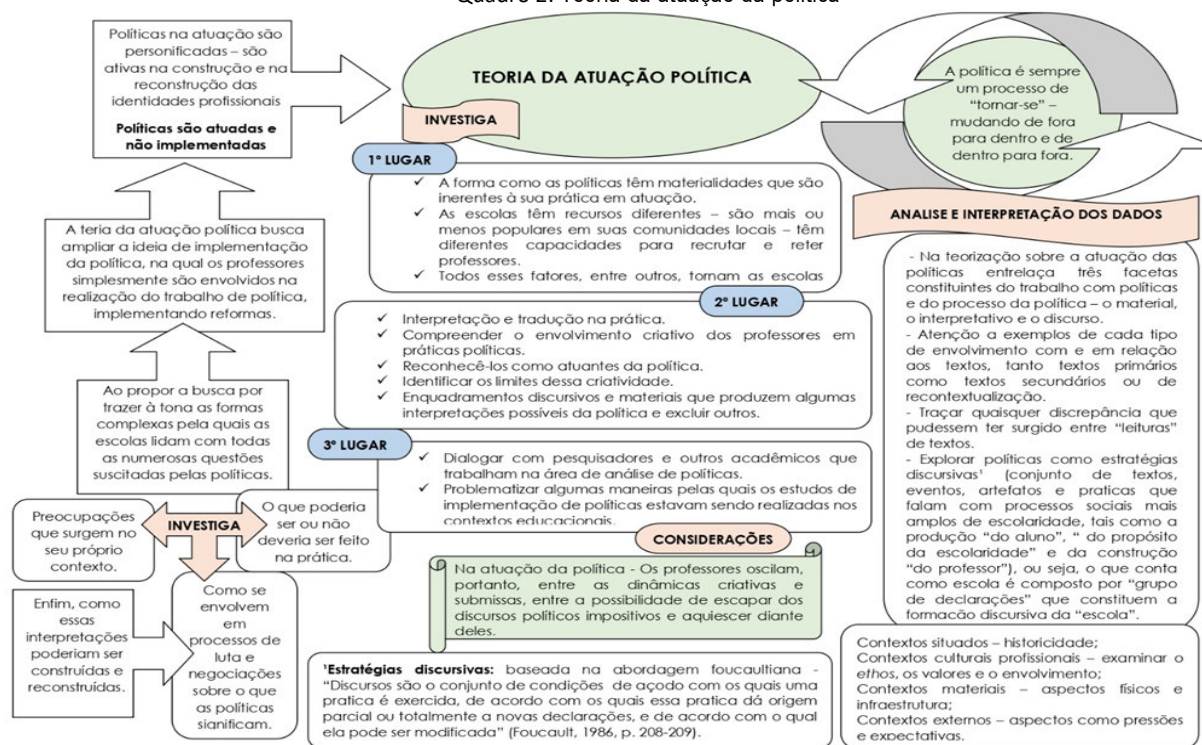 Quadro 2: Teoria da atuação da política
Políticas na atuação são
personificadas – são
ativas na construção e na
reconstrução das
identidades profissionais
Políticas são atuadas e
não implementadas
A teria da atuação política busca
ampliar a ideia de implementação
da política, na qual os professores
simplesmente são envolvidos na
realização do trabalho de política,
implementando reformas.
Ao propor a busca por
trazer à tona as formas
complexas pela quais as
escolas lidam com todas
as numerosas questões
suscitadas pelas políticas.
Preocupações
que surgem no
seu próprio
contexto.
INVESTIGA
O que poderia
ser ou não
deveria ser feito
na prática.
Enfim, como
essas
interpretações
poderiam ser
construídas e
reconstruídas.
Como se
envolvem
em
processos de
luta e
negociações
sobre o que
as políticas
significam.
TEORIA DA ATUAÇÃO POLÍTICA
INVESTIGA
1º LUGAR
✓ A forma como as políticas têm materialidades que são
inerentes à sua prática em atuação.
✓ As escolas têm recursos diferentes – são mais ou
menos populares em suas comunidades locais – têm
diferentes capacidades para recrutar e reter
professores.
✓ Todos esses fatores, entre outros, tornam as escolas
2º LUGAR
✓ Interpretação e tradução na prática.
✓ Compreender o envolvimento criativo dos professores em
práticas políticas.
✓ Reconhecê-los como atuantes da política.
✓ Identificar os limites dessa criatividade.
✓ Enquadramentos discursivos e materiais que produzem algumas
interpretações possíveis da política e excluir outros.
3º LUGAR
✓ Dialogar com pesquisadores e outros acadêmicos que
trabalham na área de análise de políticas.
✓ Problematizar algumas maneiras pelas quais os estudos de
implementação de políticas estavam sendo realizadas nos
contextos educacionais.
CONSIDERAÇÕES
Na atuação da política - Os professores oscilam,
portanto, entre as dinâmicas criativas e
submissas, entre a possibilidade de escapar dos
discursos políticos impositivos e aquiescer diante
deles.
¹Estratégias discursivas: baseada na abordagem foucaultiana -
“Discursos são o conjunto de condições de açodo com os quais uma
pratica é exercida, de acordo com os quais essa pratica dá origem
parcial ou totalmente a novas declarações, e de acordo com o qual
ela pode ser modificada” (Foucault, 1986, p. 208-209).
A política é sempre
um processo de
“tornar-se” –
mudando de fora
para dentro e de
dentro para fora.
ANALISE E INTERPRETAÇÃO DOS DADOS
- Na teorização sobre a atuação das
políticas entrelaça três facetas
constituintes do trabalho com políticas
e do processo da política – o material,
o interpretativo e o discurso.
- Atenção a exemplos de cada tipo
de envolvimento com e em relação
aos textos, tanto textos primários
como textos secundários ou de
recontextualização.
- Traçar quaisquer discrepância que
pudessem ter surgido entre “leituras”
de textos.
- Explorar políticas como estratégias
discursivas¹ (conjunto de textos,
eventos, artefatos e praticas que
falam com processos sociais mais
amplos de escolaridade, tais como a
produção “do aluno”, “ do propósito
da escolaridade” e da construção
“do professor”), ou seja, o que conta
como escola é composto por “grupo
de declarações” que constituem a
formação discursiva da “escola”.
Contextos situados – historicidade;
Contextos culturais profissionais – examinar o
ethos, os valores e o envolvimento;
Contextos materiais – aspectos físicos e
infraestrutura;
Contextos externos – aspectos como pressões
e expectativas.